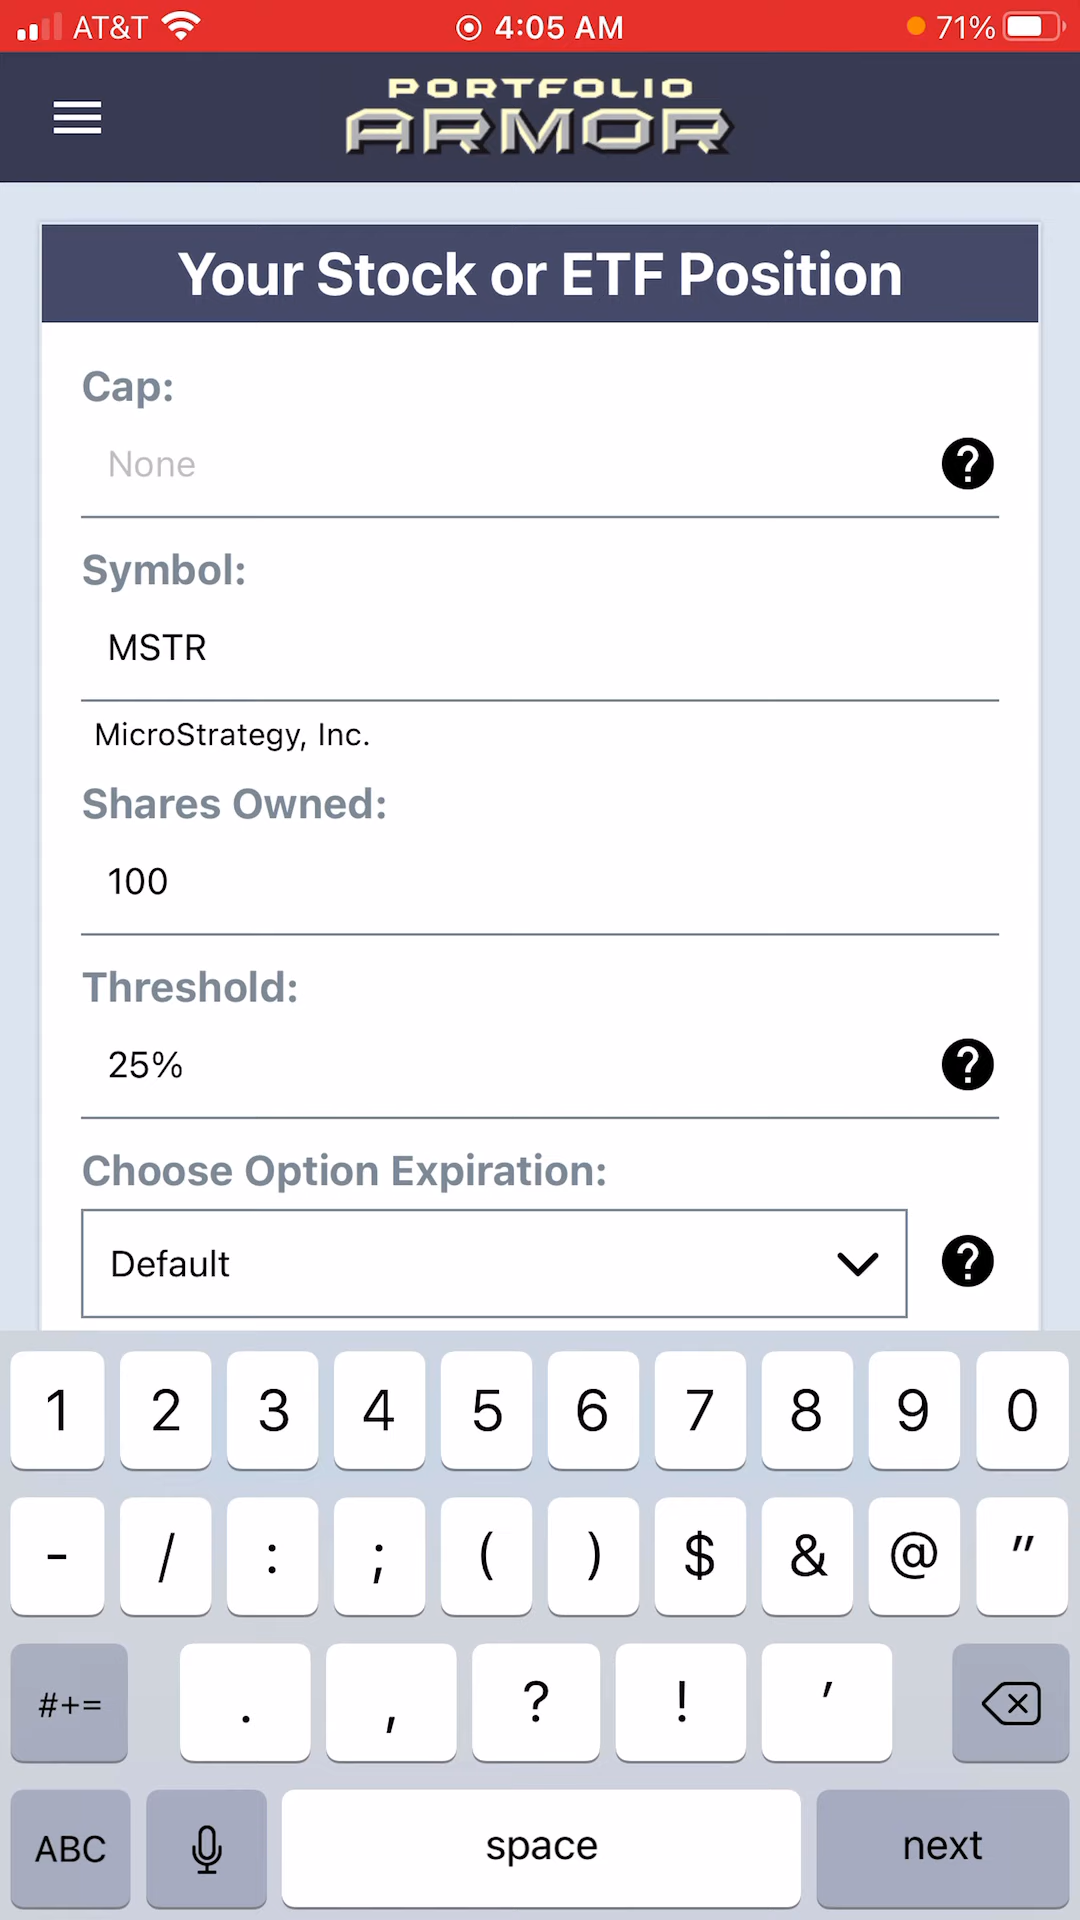 AT&T 4:05 AM 71%
PORTFOLIO
ARMOR
Your Stock or ETF Position
Cap:
None ?
Symbol:
MSTR
MicroStrategy, Inc.
Shares Owned:
100
Threshold:
25% ?
Choose Option Expiration:
Default ?
1 2 3 4 5 6 7 8 9 0
- / : ; ( ) $ & @ "
#+= . , ? ! '
ABC space next